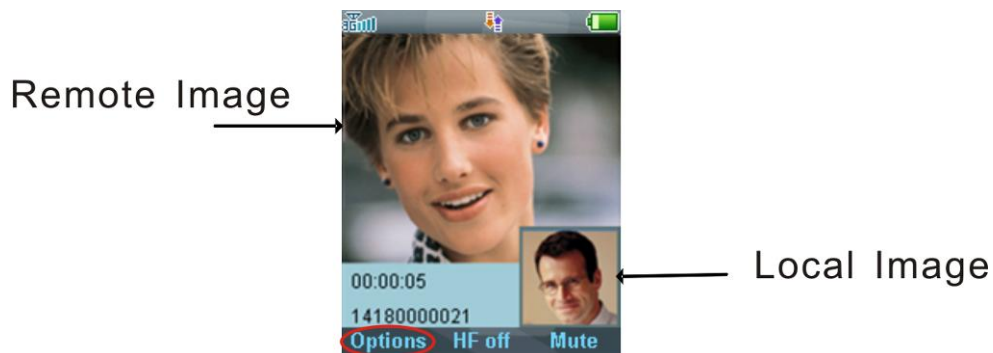 3G
Remote Image
Local Image
00:00:05
14180000021
Options HF off Mute